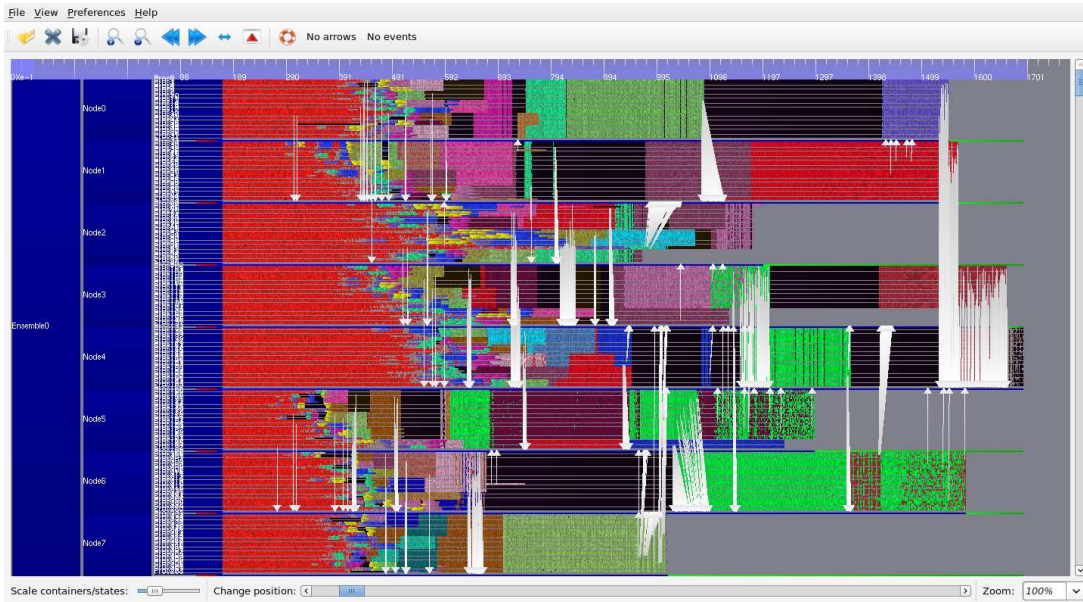 File View Preferences Help
No arrows No events
88 189 290 391 491 592 693 794 894 995 1096 1197 1297 1398 1499 1600 1701
Node0
Node1
Node2
Node3
Ensemble0
Node4
Node5
Node6
Node7
Scale containers/states: Change position: Zoom: 100%